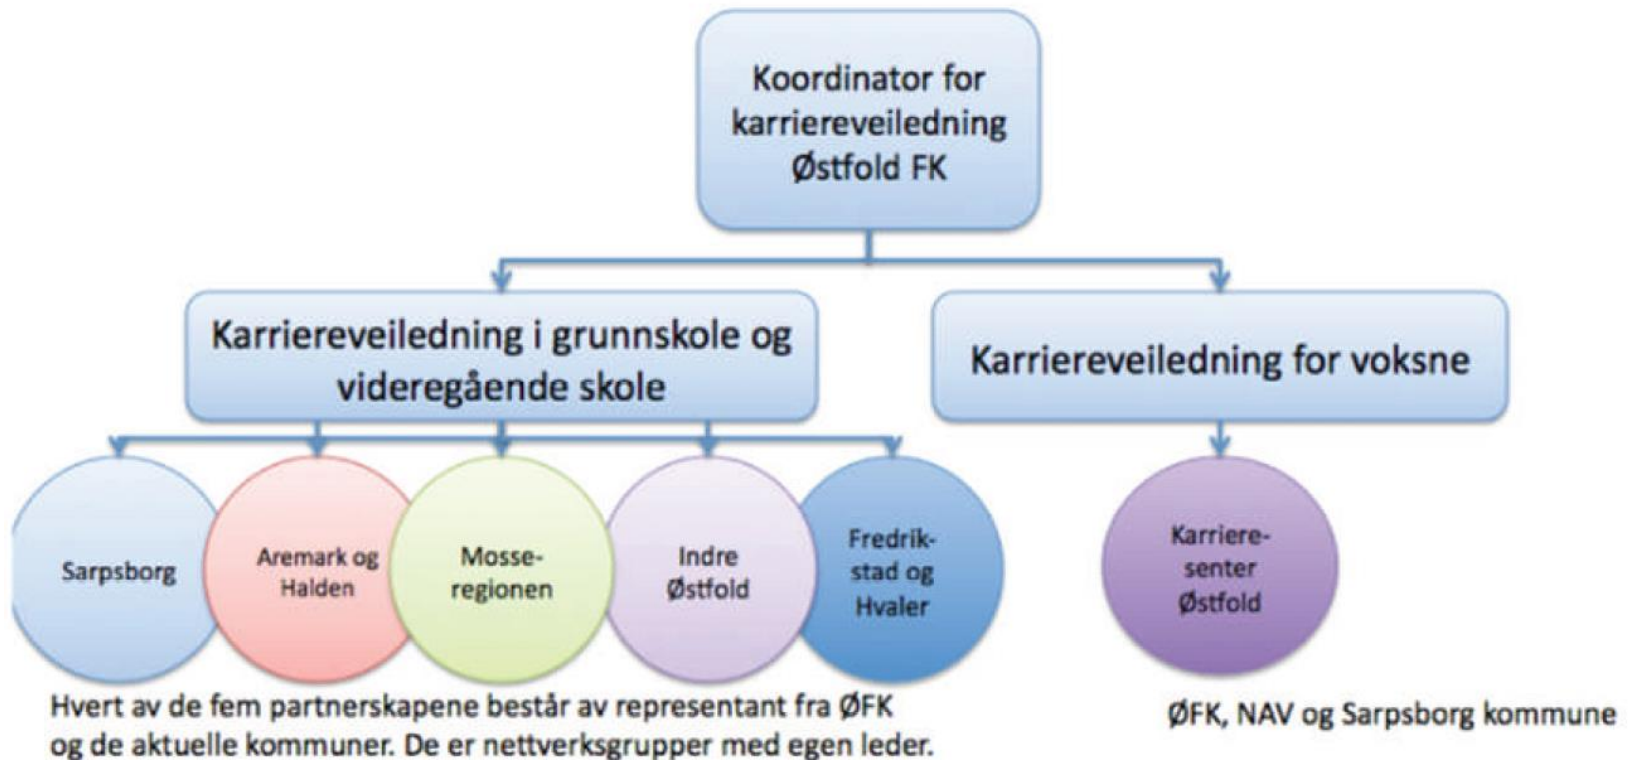 Koordinator for
karriereveiledning
Østfold FK
Karriereveiledning i grunnskole og
videregående skole
Karriereveiledning for voksne
Sarpsborg
Aremark og
Halden
Mosse-
regionen
Indre
Østfold
Fredrik-
stad og
Hvaler
Karriere-
senter
Østfold
Hvert av de fem partnerskapene består av representant fra ØFK
og de aktuelle kommuner. De er nettverksgrupper med egen leder.
ØFK, NAV og Sarpsborg kommune